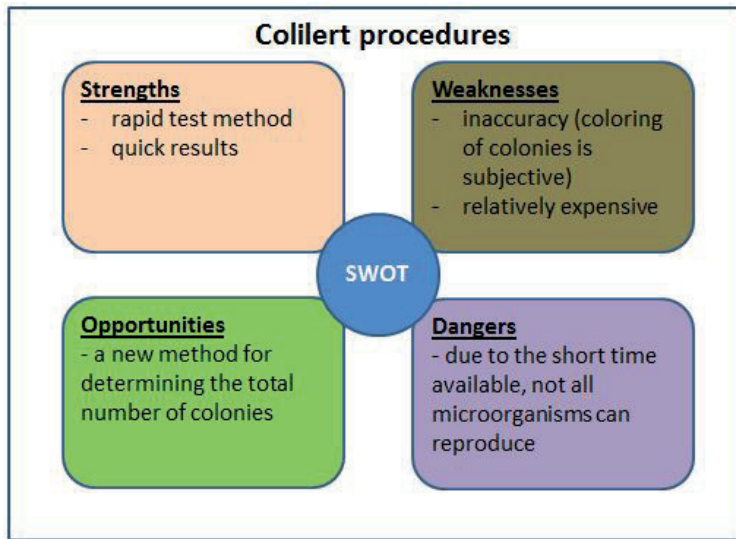 Colilert procedures
Strengths
- rapid test method
- quick results
Weaknesses
- inaccuracy (coloring
of colonies is
subjective)
- relatively expensive
SWOT
Opportunities
- a new method for
determining the total
number of colonies
Dangers
- due to the short time
available, not all
microorganisms can
reproduce